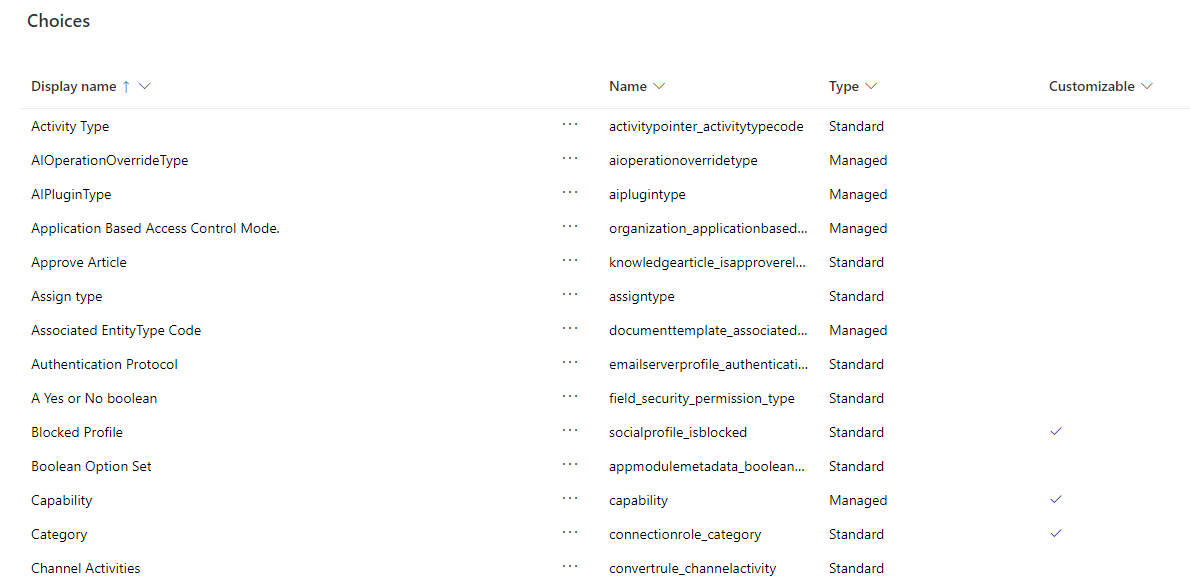 Choices
Display name ↑ Name Type Customizable
Activity Type ... activitypointer_activitytypecode Standard
AIOperationOverrideType ... aioperationoverridetype Managed
AIPluginType ... aiplugintype Managed
Application Based Access Control Mode. ... organization_applicationbased... Managed
Approve Article ... knowledgearticle_isapproverel... Standard
Assign type ... assigntype Standard
Associated EntityType Code ... documenttemplate_associated... Managed
Authentication Protocol ... emailserverprofile_authenticati... Standard
A Yes or No boolean ... field_security_permission_type Standard
Blocked Profile ... socialprofile_isblocked Standard ✓
Boolean Option Set ... appmodulemetadata_boolean... Standard
Capability ... capability Managed ✓
Category ... connectionrole_category Standard ✓
Channel Activities ... convertrule_channelactivity Standard